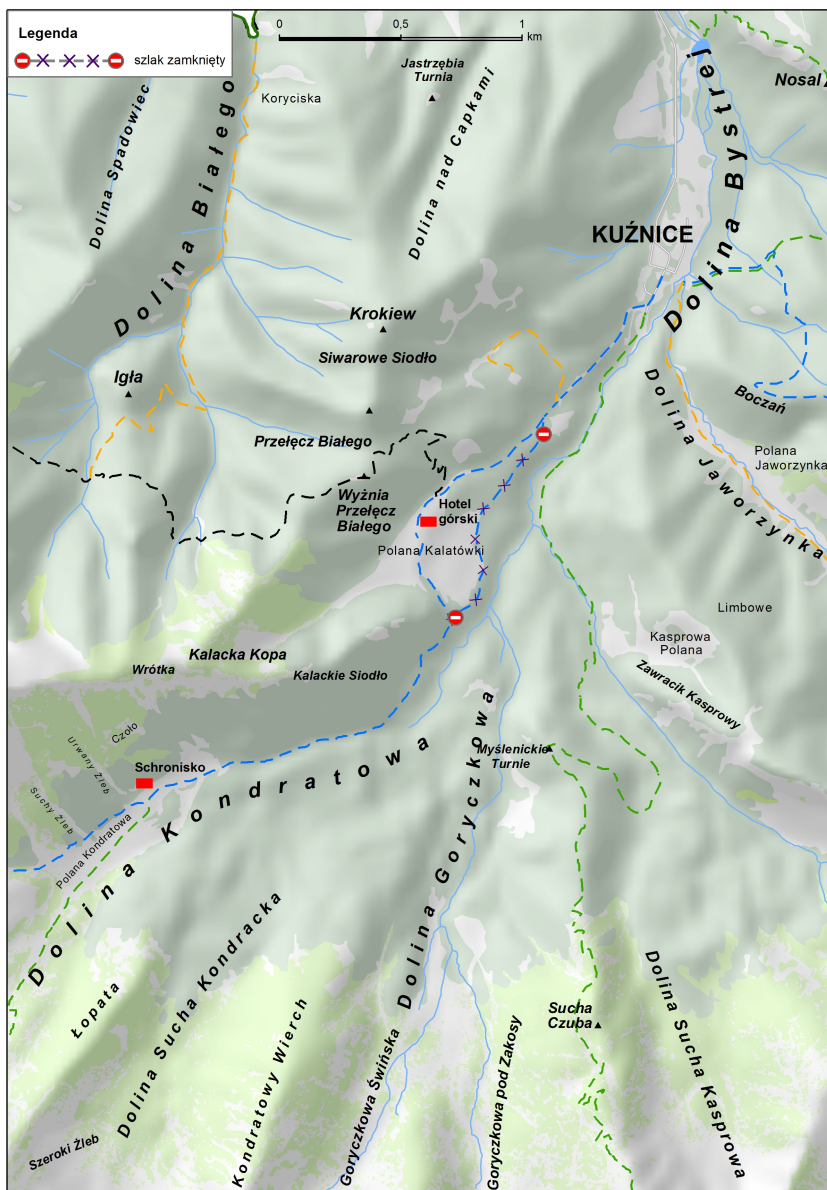 Legenda
szlak zamknięty
0
0,5
1
km
Jastrzębia
Turnia
Nosal
Koryciska
Dolina Spadowiec
Dolina Białego
Dolina nad Capkami
Dolina Bystrej
KUŹNICE
Krokiew
Siwarowe Siodło
Igła
Boczań
Dolina Jaworzynka
Przełęcz Białego
Polana
Jaworzynka
Wyżnia
Przełęcz
Białego
Hotel
górski
Polana Kalatówki
Limbowe
Kasprowa
Polana
Kalacka Kopa
Wrótka
Kalackie Siodło
Zawracik Kasprowy
Czoło
Urwany Żleb
Schronisko
Myślenickie
Turnie
Suchy Żleb
Polana Kondratowa
Dolina Kondratowa
Dolina Goryczkowa
Łopata
Dolina Sucha Kondracka
Sucha
Czuba
Dolina Sucha Kasprowa
Szeroki Żleb
Kondratowy Wierch
Goryczkowa Świńska
Goryczkowa pod Zakosy